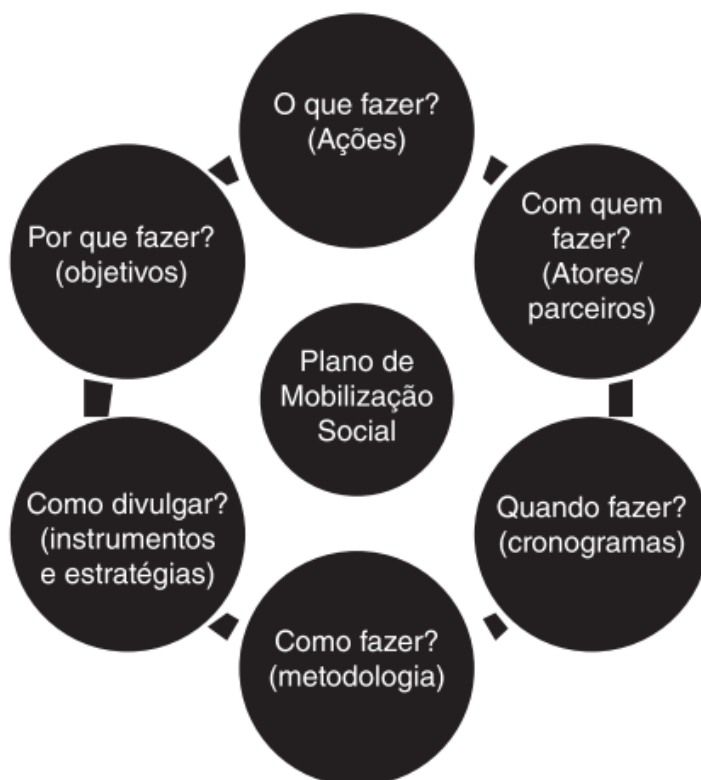 O que fazer?
(Ações)
Com quem
fazer?
(Atores/
parceiros)
Quando fazer?
(cronogramas)
Como fazer?
(metodologia)
Como divulgar?
(instrumentos
e estratégias)
Por que fazer?
(objetivos)
Plano de
Mobilização
Social